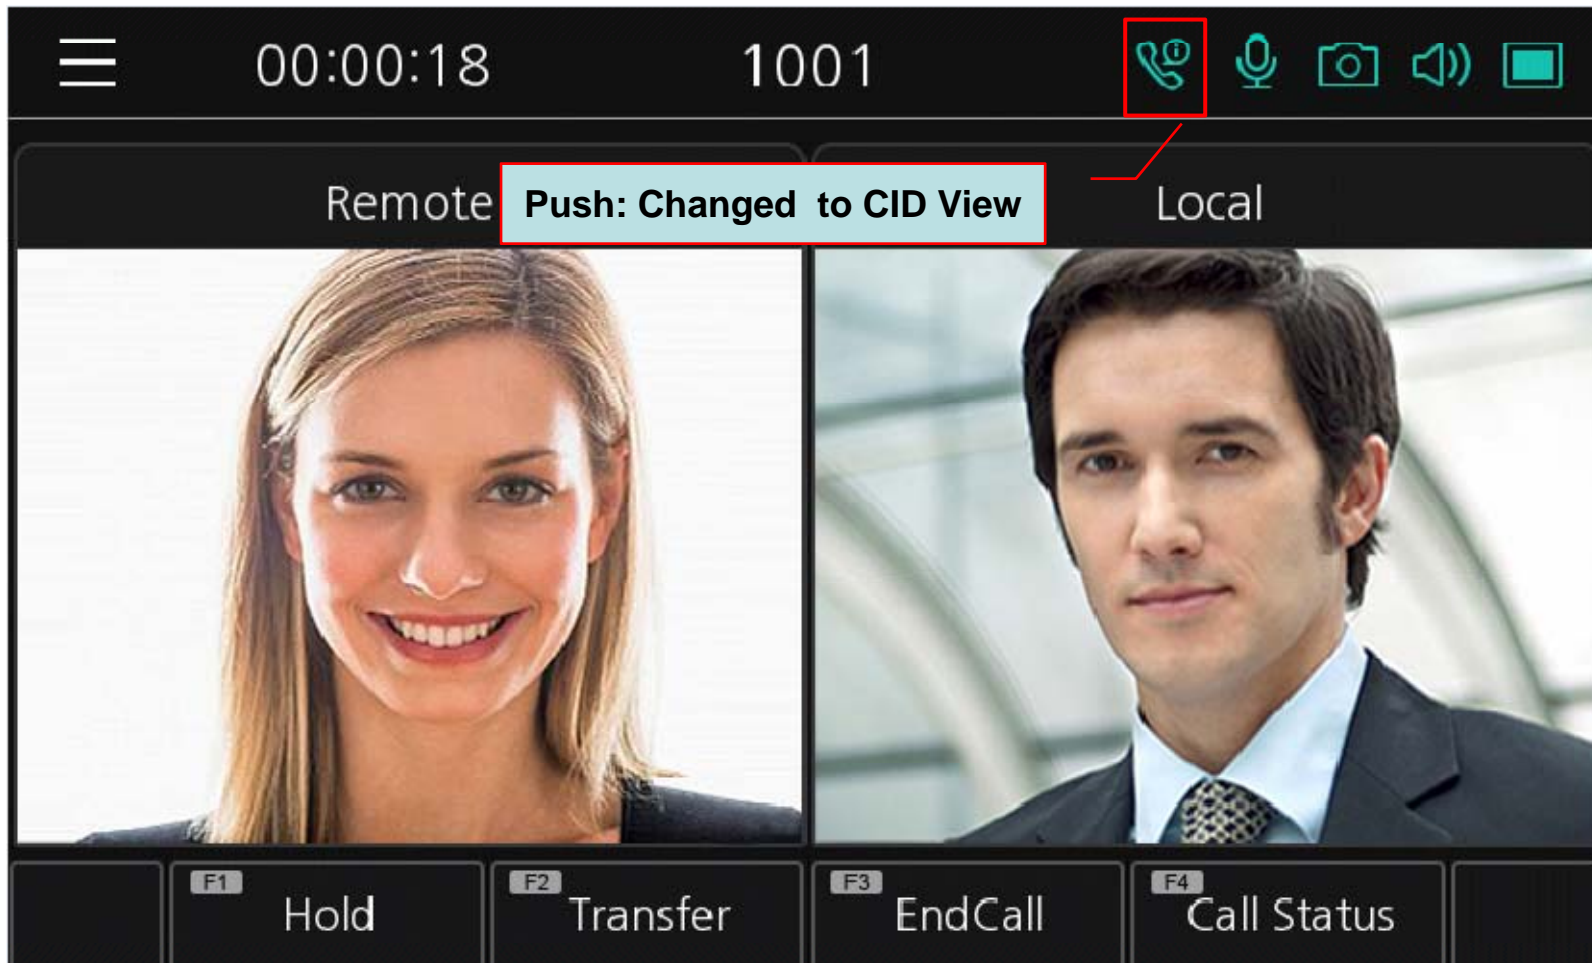 00:00:18
1001
Remote
Push: Changed to CID View
Local
F1
Hold
F2
Transfer
F3
EndCall
F4
Call Status